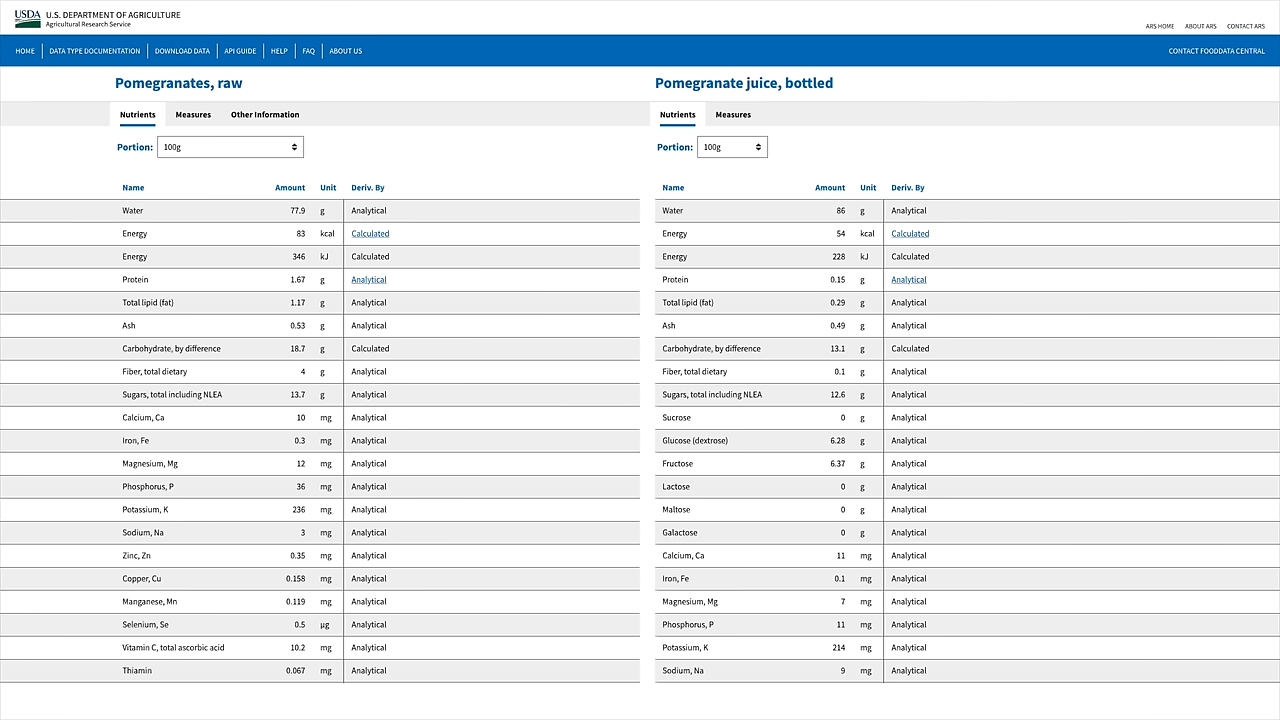 USDA U.S. DEPARTMENT OF AGRICULTURE
Agricultural Research Service
ARS HOME ABOUT ARS CONTACT ARS
HOME DATA TYPE DOCUMENTATION DOWNLOAD DATA API GUIDE HELP FAQ ABOUT US CONTACT FOODDATA CENTRAL
Pomegranates, raw
Nutrients Measures Other Information
Portion: 100g
Name Amount Unit Deriv. By
Water 77.9 g Analytical
Energy 83 kcal Calculated
Energy 346 kJ Calculated
Protein 1.67 g Analytical
Total lipid (fat) 1.17 g Analytical
Ash 0.53 g Analytical
Carbohydrate, by difference 18.7 g Calculated
Fiber, total dietary 4 g Analytical
Sugars, total including NLEA 13.7 g Analytical
Calcium, Ca 10 mg Analytical
Iron, Fe 0.3 mg Analytical
Magnesium, Mg 12 mg Analytical
Phosphorus, P 36 mg Analytical
Potassium, K 236 mg Analytical
Sodium, Na 3 mg Analytical
Zinc, Zn 0.35 mg Analytical
Copper, Cu 0.158 mg Analytical
Manganese, Mn 0.119 mg Analytical
Selenium, Se 0.5 µg Analytical
Vitamin C, total ascorbic acid 10.2 mg Analytical
Thiamin 0.067 mg Analytical
Pomegranate juice, bottled
Nutrients Measures
Portion: 100g
Name Amount Unit Deriv. By
Water 86 g Analytical
Energy 54 kcal Calculated
Energy 228 kJ Calculated
Protein 0.15 g Analytical
Total lipid (fat) 0.29 g Analytical
Ash 0.49 g Analytical
Carbohydrate, by difference 13.1 g Calculated
Fiber, total dietary 0.1 g Analytical
Sugars, total including NLEA 12.6 g Analytical
Sucrose 0 g Analytical
Glucose (dextrose) 6.28 g Analytical
Fructose 6.37 g Analytical
Lactose 0 g Analytical
Maltose 0 g Analytical
Galactose 0 g Analytical
Calcium, Ca 11 mg Analytical
Iron, Fe 0.1 mg Analytical
Magnesium, Mg 7 mg Analytical
Phosphorus, P 11 mg Analytical
Potassium, K 214 mg Analytical
Sodium, Na 9 mg Analytical